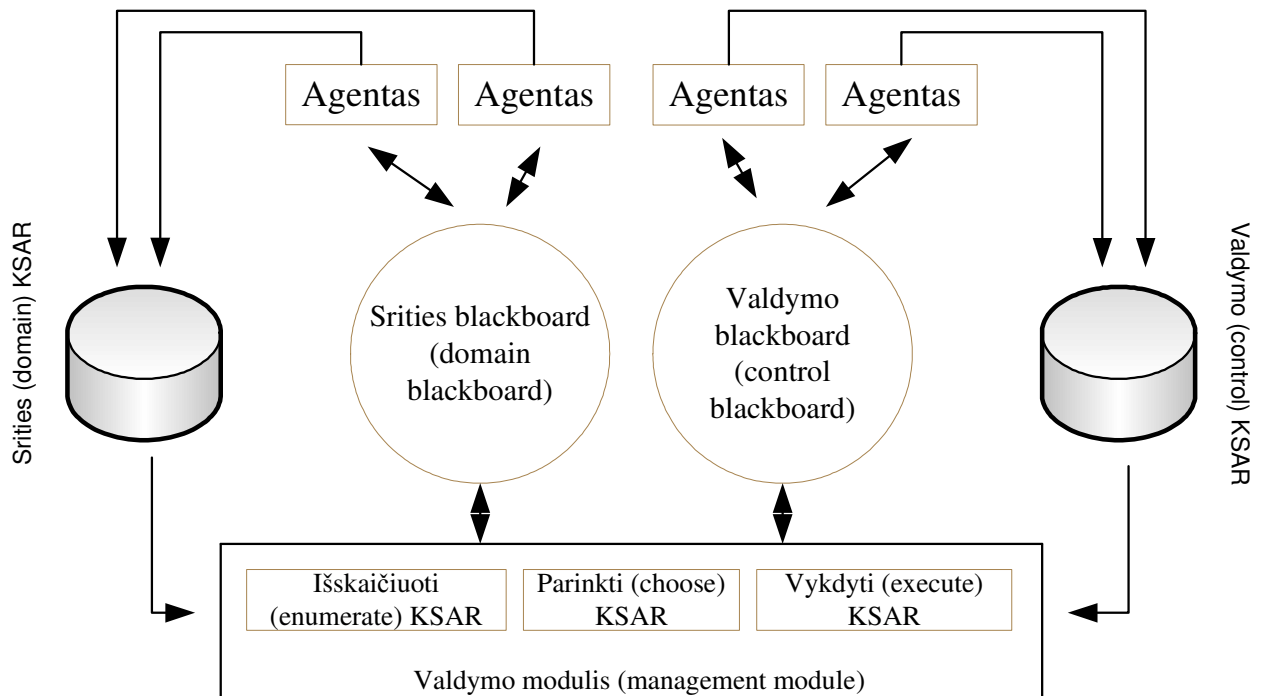 Agentas
Agentas
Agentas
Agentas
Srities (domain) KSAR
Srities blackboard
(domain
blackboard)
Valdymo
blackboard
(control
blackboard)
Valdymo (control) KSAR
Išskaičiuoti
(enumerate) KSAR
Parinkti (choose)
KSAR
Vykdyti (execute)
KSAR
Valdymo modulis (management module)